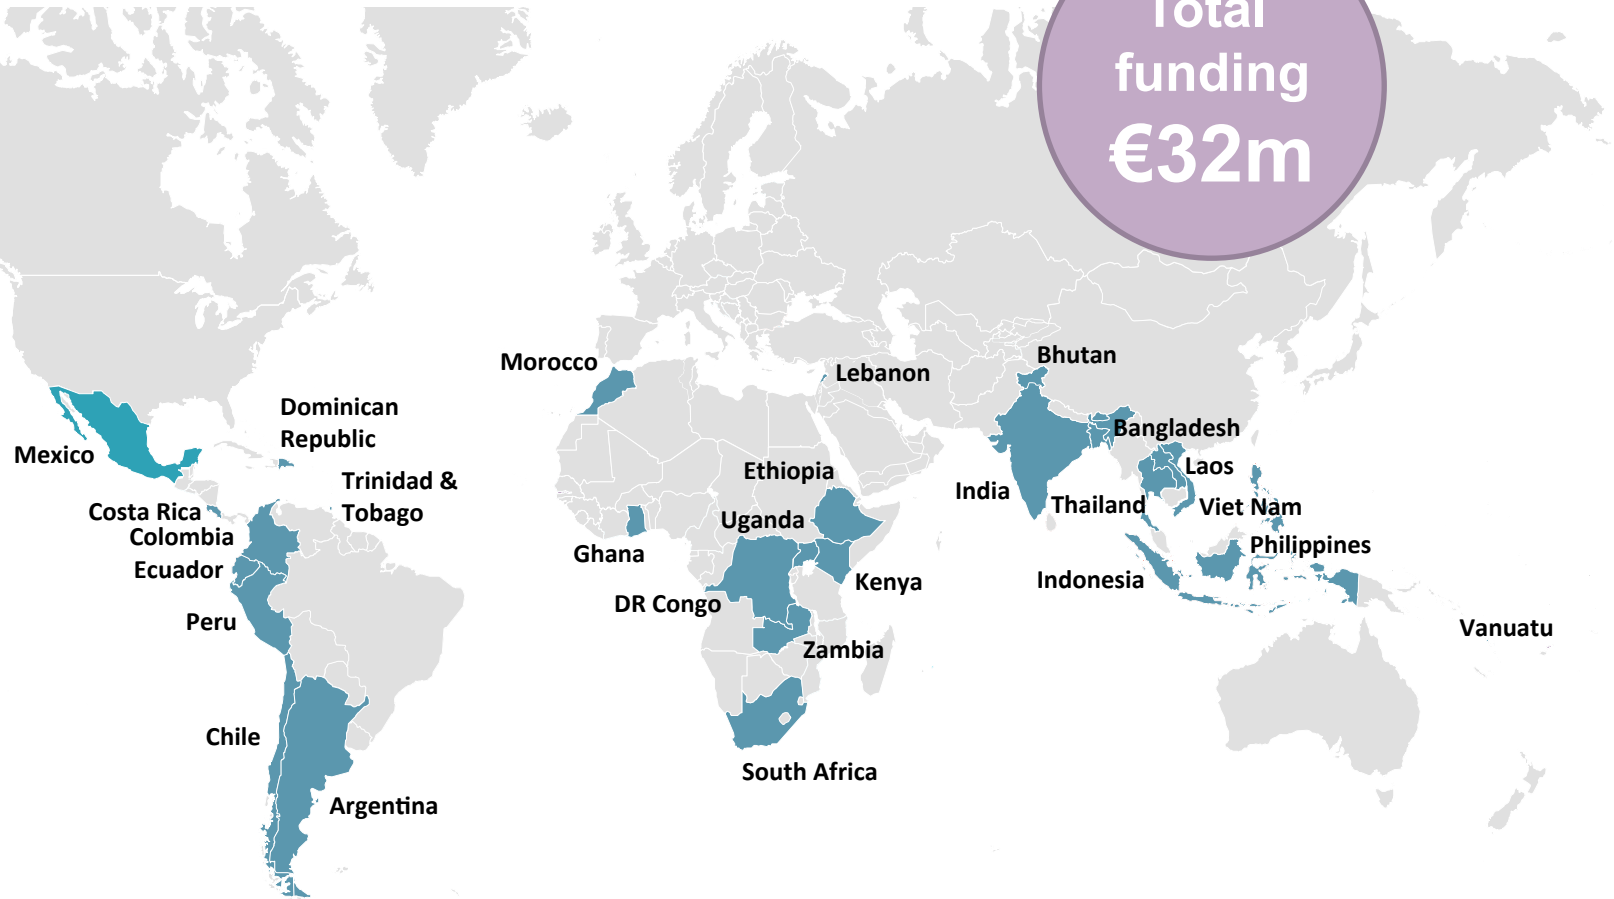 Total
funding
€32m
Morocco
Lebanon
Bhutan
Dominican
Republic
Mexico
Bangladesh
Trinidad &
Tobago
Ethiopia
Laos
India
Thailand
Viet Nam
Costa Rica
Colombia
Uganda
Ghana
Philippines
Ecuador
Indonesia
Kenya
DR Congo
Peru
Vanuatu
Zambia
Chile
South Africa
Argentina